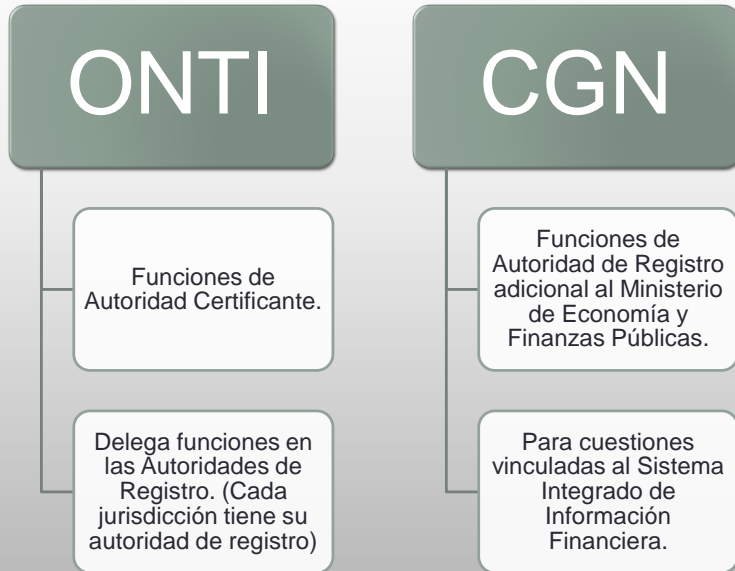 ONTI
Funciones de
Autoridad Certificante.
Delega funciones en
las Autoridades de
Registro. (Cada
jurisdicción tiene su
autoridad de registro)
CGN
Funciones de
Autoridad de Registro
adicional al Ministerio
de Economía y
Finanzas Públicas.
Para cuestiones
vinculadas al Sistema
Integrado de
Información
Financiera.